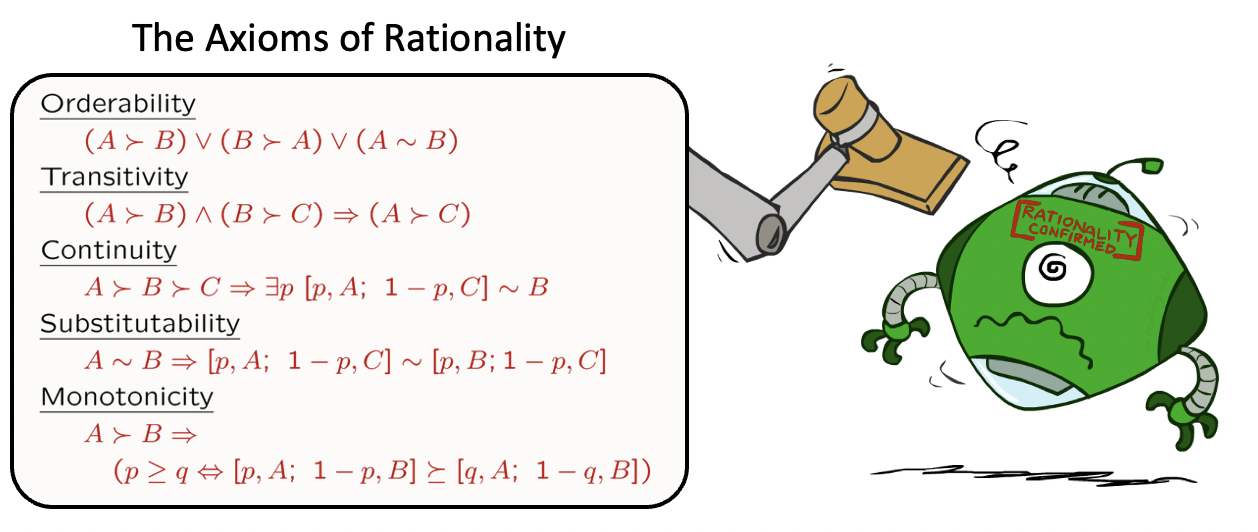 The Axioms of Rationality
Orderability
(A ≻ B) ∨ (B ≻ A) ∨ (A ∼ B)
Transitivity
(A ≻ B) ∧ (B ≻ C) ⇒ (A ≻ C)
Continuity
A ≻ B ≻ C ⇒ ∃p [p, A; 1 − p, C] ∼ B
Substitutability
A ∼ B ⇒ [p, A; 1 − p, C] ∼ [p, B; 1 − p, C]
Monotonicity
A ≻ B ⇒
(p ≥ q ⇔ [p, A; 1 − p, B] ⪰ [q, A; 1 − q, B])
RATIONALITY
CONFIRMED